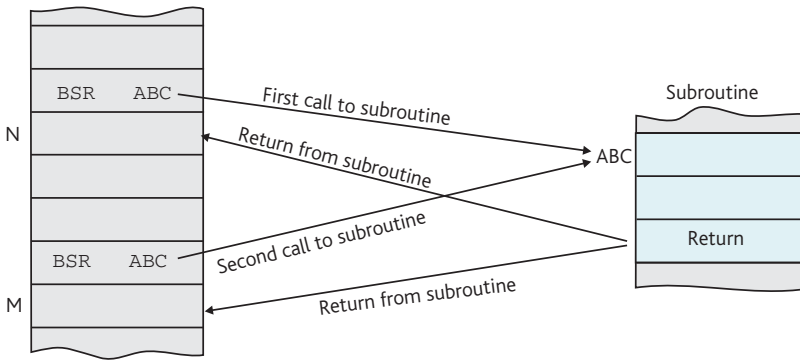 BSR ABC
First call to subroutine
Subroutine
N
Return from subroutine
ABC
Return
BSR ABC
Second call to subroutine
M
Return from subroutine